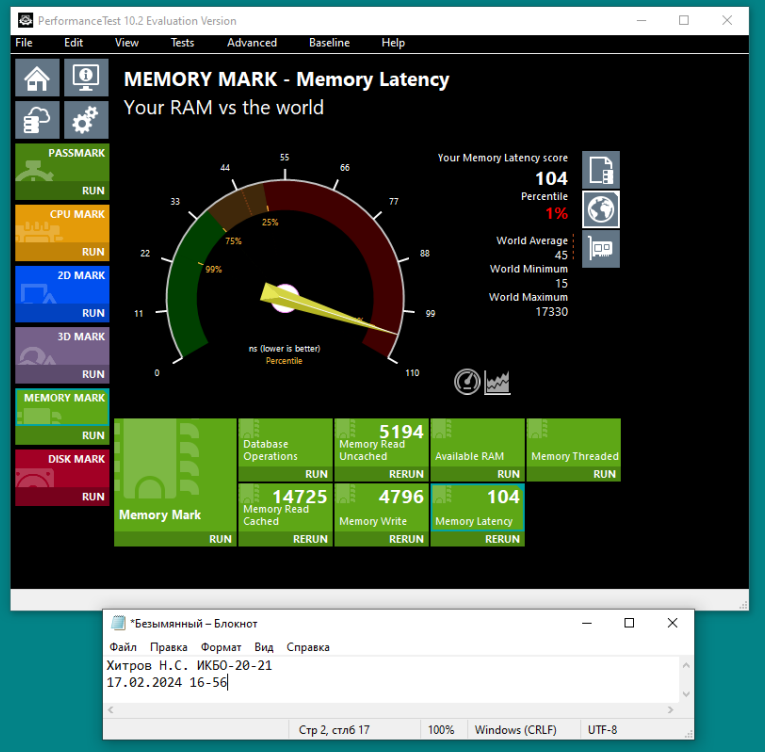 PerformanceTest 10.2 Evaluation Version
File Edit View Tests Advanced Baseline Help
MEMORY MARK - Memory Latency
Your RAM vs the world
PASSMARK
RUN
CPU MARK
RUN
2D MARK
RUN
3D MARK
RUN
MEMORY MARK
RUN
DISK MARK
RUN
0
11
22
33
44
55
66
77
88
99
110
99%
75%
25%
ns (lower is better)
Percentile
Your Memory Latency score
104
Percentile
1%
World Average
45
World Minimum
15
World Maximum
17330
Memory Mark
RUN
Database
Operations
RUN
5194
Memory Read
Uncached
RERUN
Available RAM
RUN
Memory Threaded
RUN
14725
Memory Read
Cached
RERUN
4796
Memory Write
RERUN
104
Memory Latency
RERUN
*Безымянный – Блокнот
Файл Правка Формат Вид Справка
Хитров Н.С. ИКБО-20-21
17.02.2024 16-56
Стр 2, стлб 17 100% Windows (CRLF) UTF-8